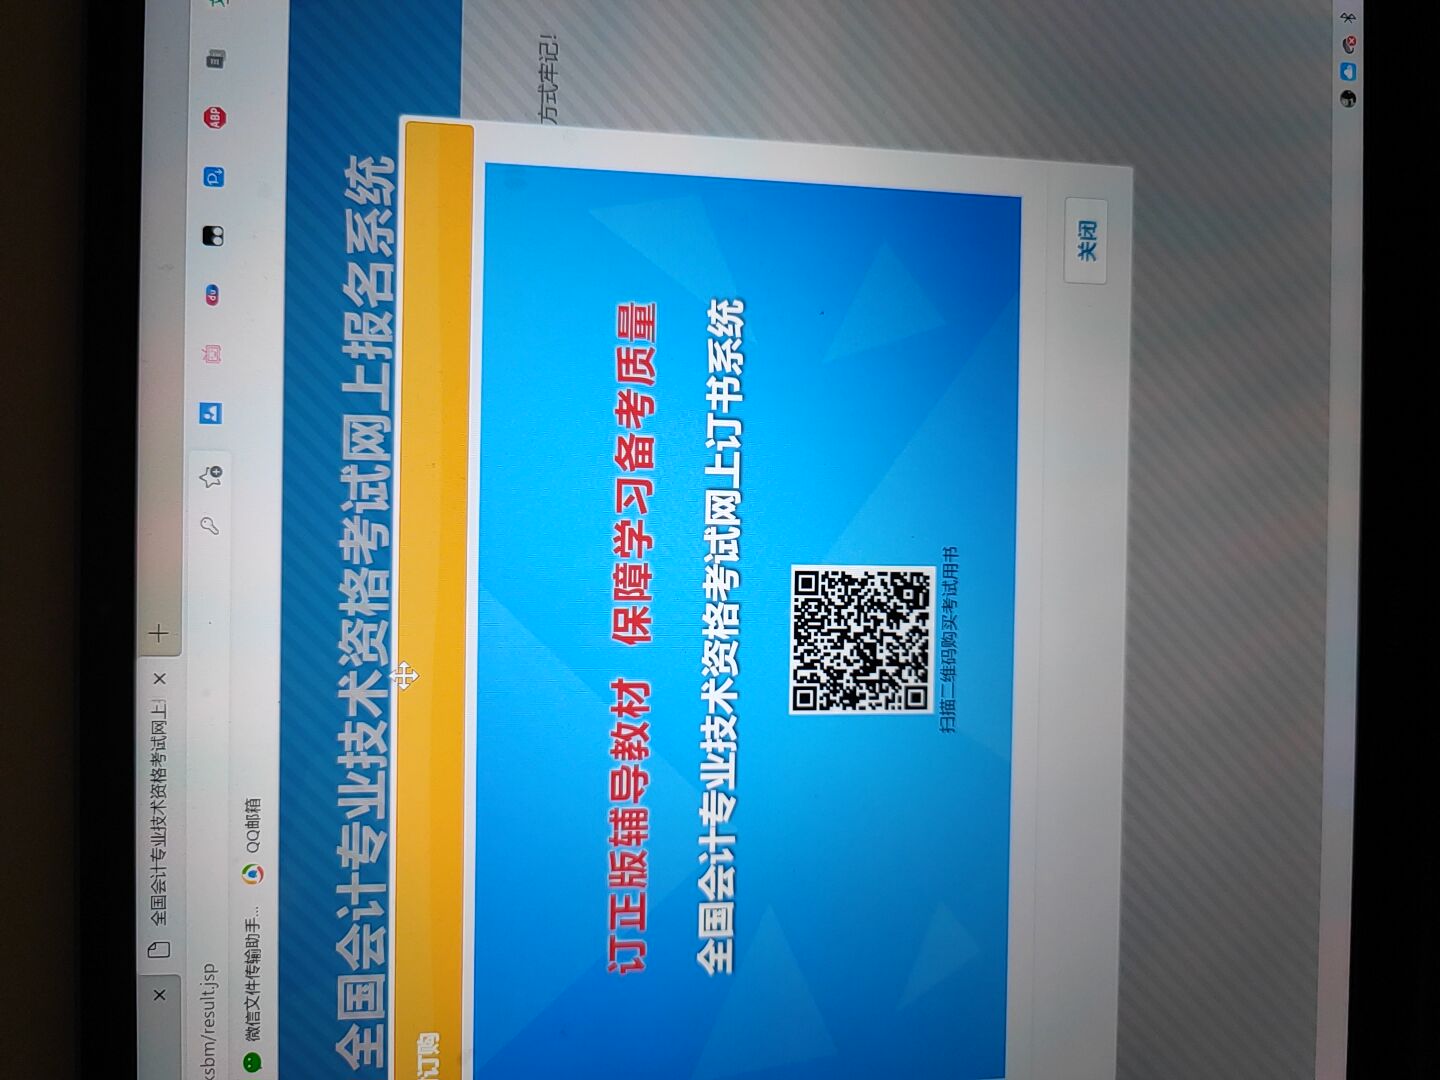 全国会计专业技术资格考试网上
ksbm/result.jsp
du
ABP
微信文件传输助手...
QQ邮箱
全国会计专业技术资格考试网上报名系统
订购
方式牢记!
订正版辅导教材 保障学习备考质量
全国会计专业技术资格考试网上订书系统
扫描二维码购买考试用书
关闭